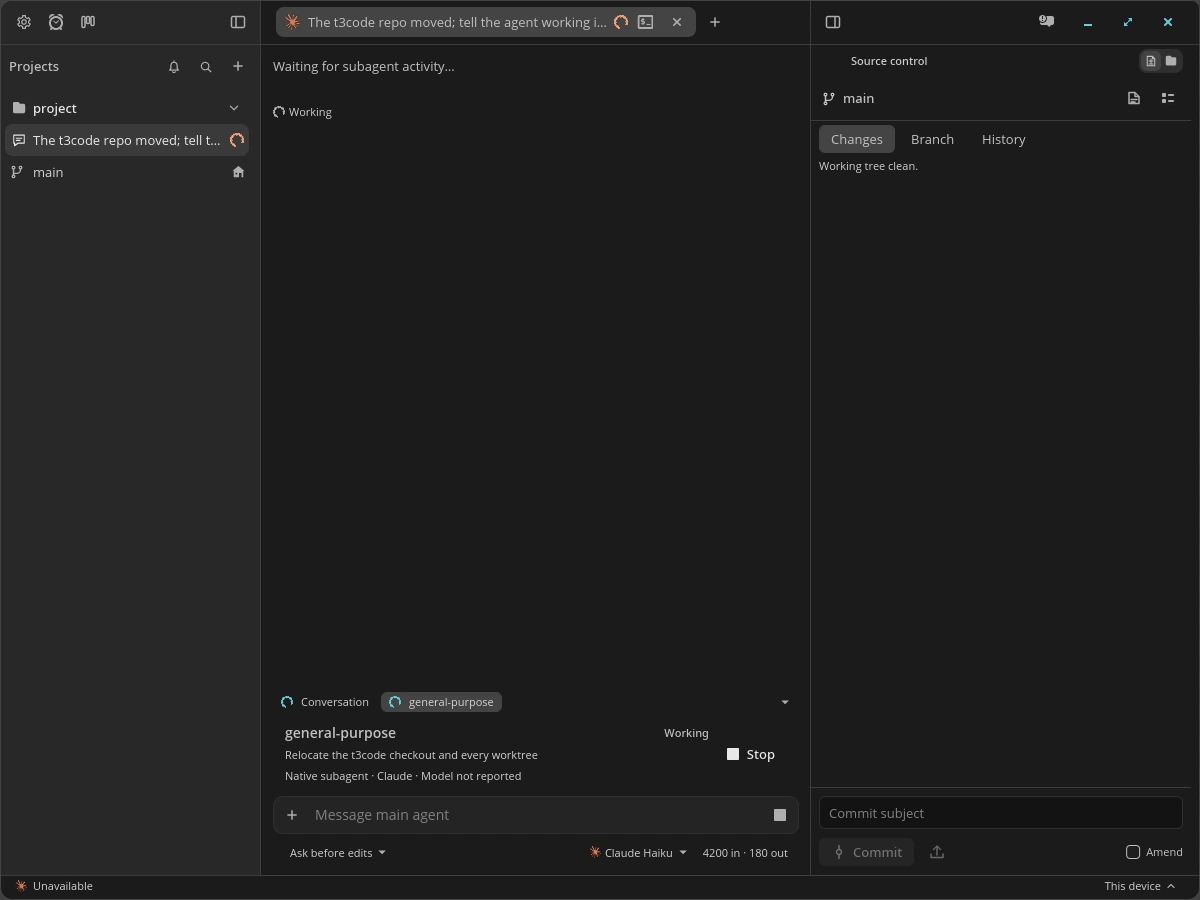 The t3code repo moved; tell the agent working i...
Projects
project
The t3code repo moved; tell t...
main
Waiting for subagent activity...
Working
Conversation
general-purpose
general-purpose
Working
Relocate the t3code checkout and every worktree
Stop
Native subagent · Claude · Model not reported
Message main agent
Ask before edits
Claude Haiku
4200 in · 180 out
Source control
main
Changes
Branch
History
Working tree clean.
Commit subject
Commit
Amend
Unavailable
This device